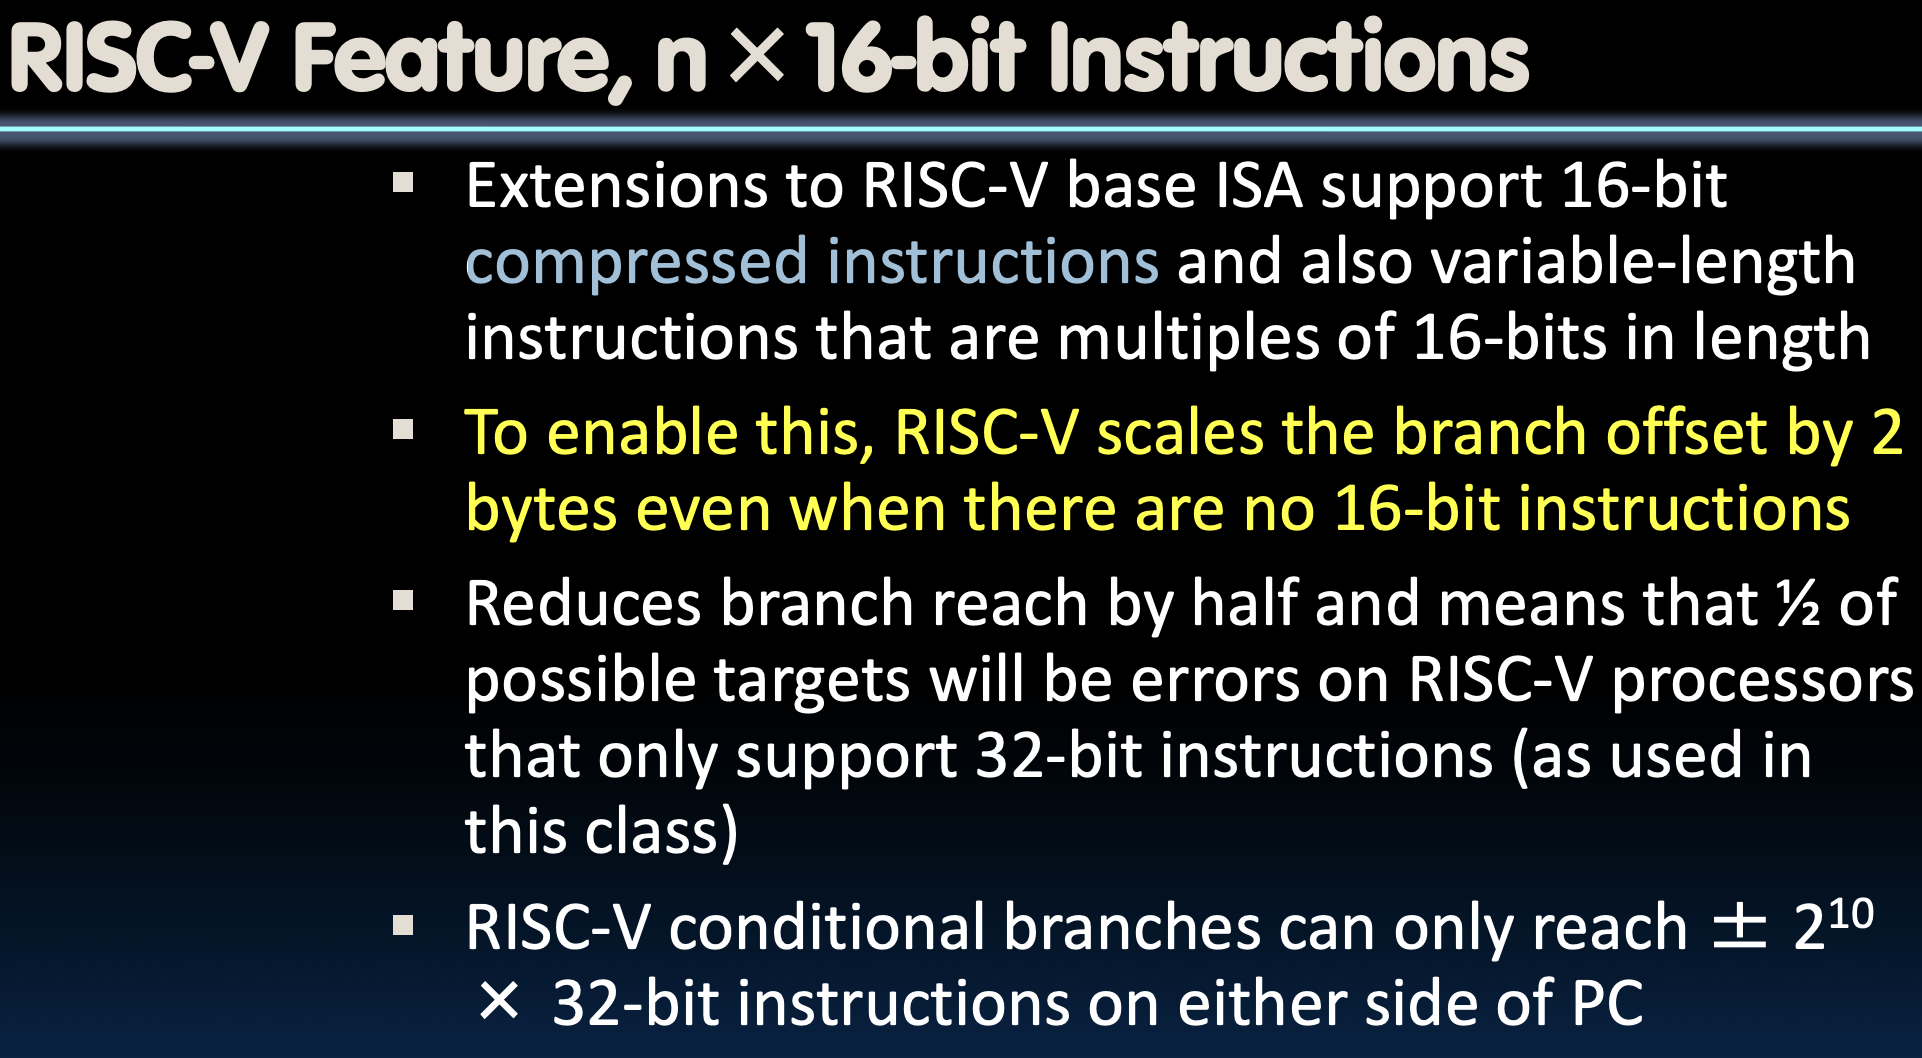 RISC-V Feature, n × 16-bit Instructions
▪ Extensions to RISC-V base ISA support 16-bit
compressed instructions and also variable-length
instructions that are multiples of 16-bits in length
▪ To enable this, RISC-V scales the branch offset by 2
bytes even when there are no 16-bit instructions
▪ Reduces branch reach by half and means that ½ of
possible targets will be errors on RISC-V processors
that only support 32-bit instructions (as used in
this class)
▪ RISC-V conditional branches can only reach ± 2¹⁰
× 32-bit instructions on either side of PC